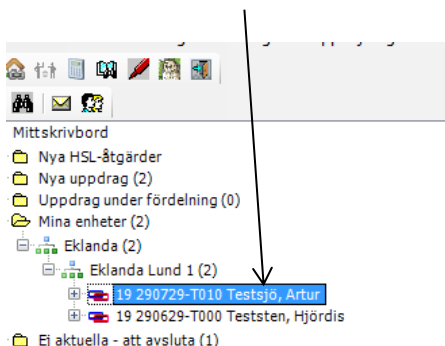 Mittskrivbord
Nya HSL-åtgärder
Nya uppdrag (2)
Uppdrag under fördelning (0)
Mina enheter (2)
Eklanda (2)
Eklanda Lund 1 (2)
19 290729-T010 Testsjö, Artur
19 290629-T000 Teststen, Hjördis
Ej aktuella - att avsluta (1)